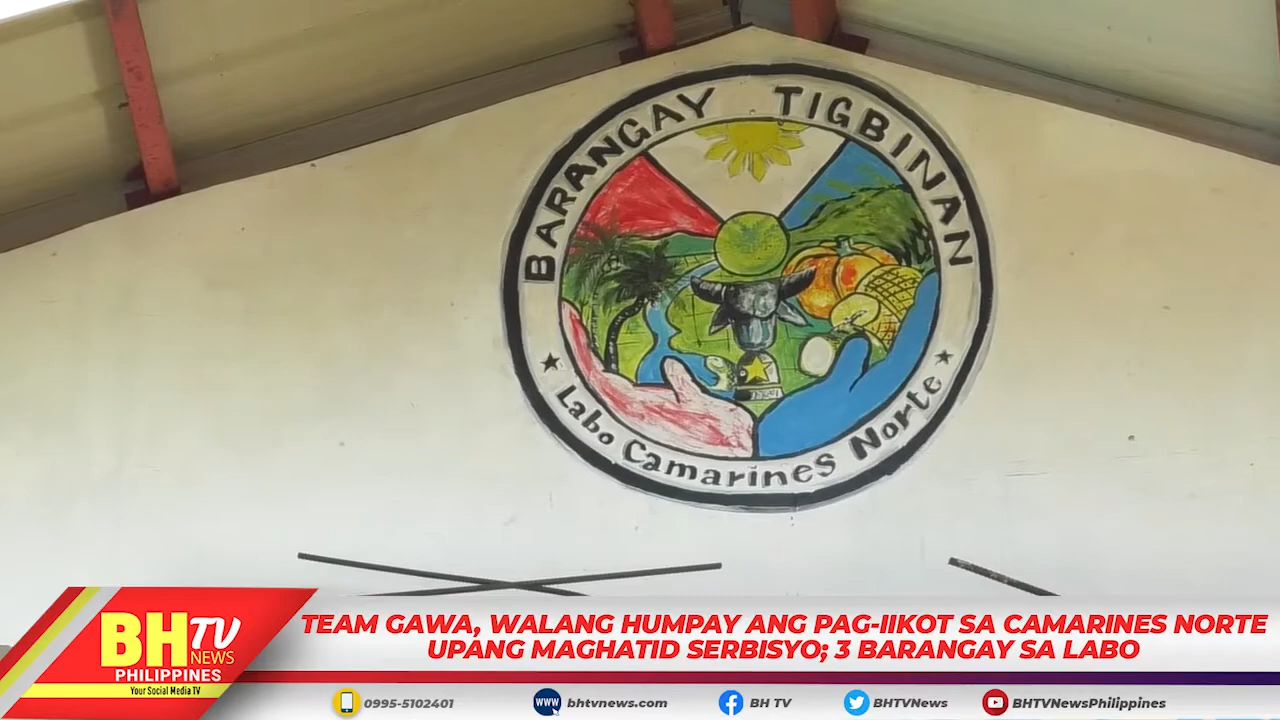 BARANGAY TIGBINAN
Labo Camarines Norte
TEAM GAWA, WALANG HUMPAY ANG PAG-IIKOT SA CAMARINES NORTE
UPANG MAGHATID SERBISYO; 3 BARANGAY SA LABO
BHTV
NEWS
PHILIPPINES
Your Social Media TV
0995-5102401
WWW
bhtvnews.com
BH TV
BHTVNews
BHTVNewsPhilippines